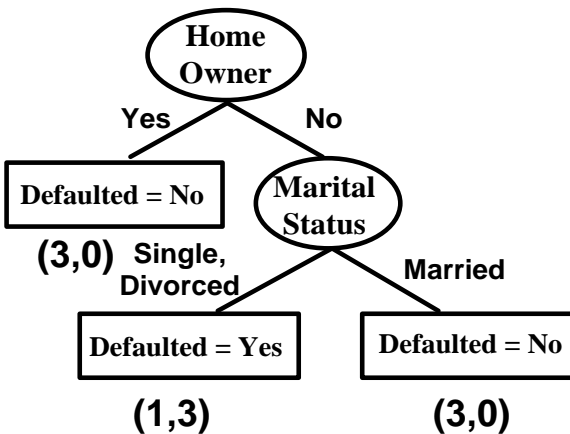 Home
Owner
Yes
No
Defaulted = No
(3,0)
Marital
Status
Single,
Divorced
Married
Defaulted = Yes
Defaulted = No
(1,3)
(3,0)